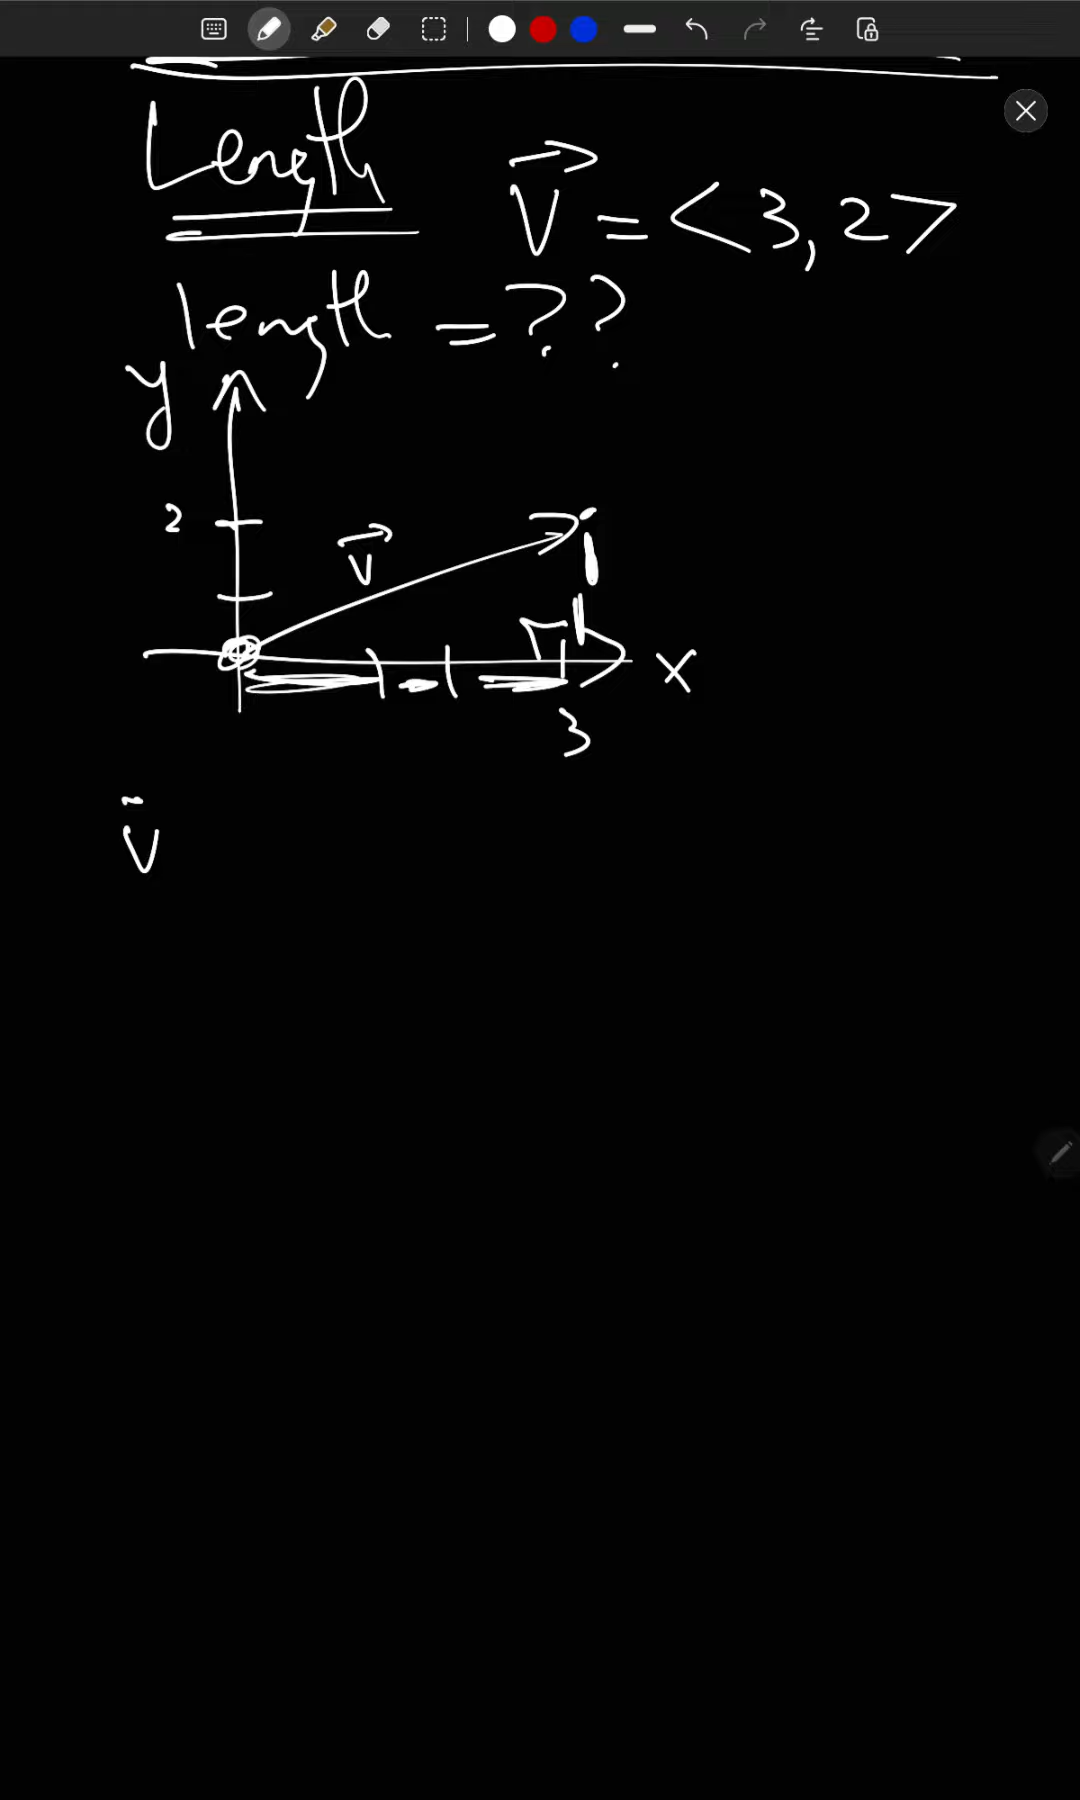 Length
V = <3,2>
length = ??
y
2
V
x
3
V